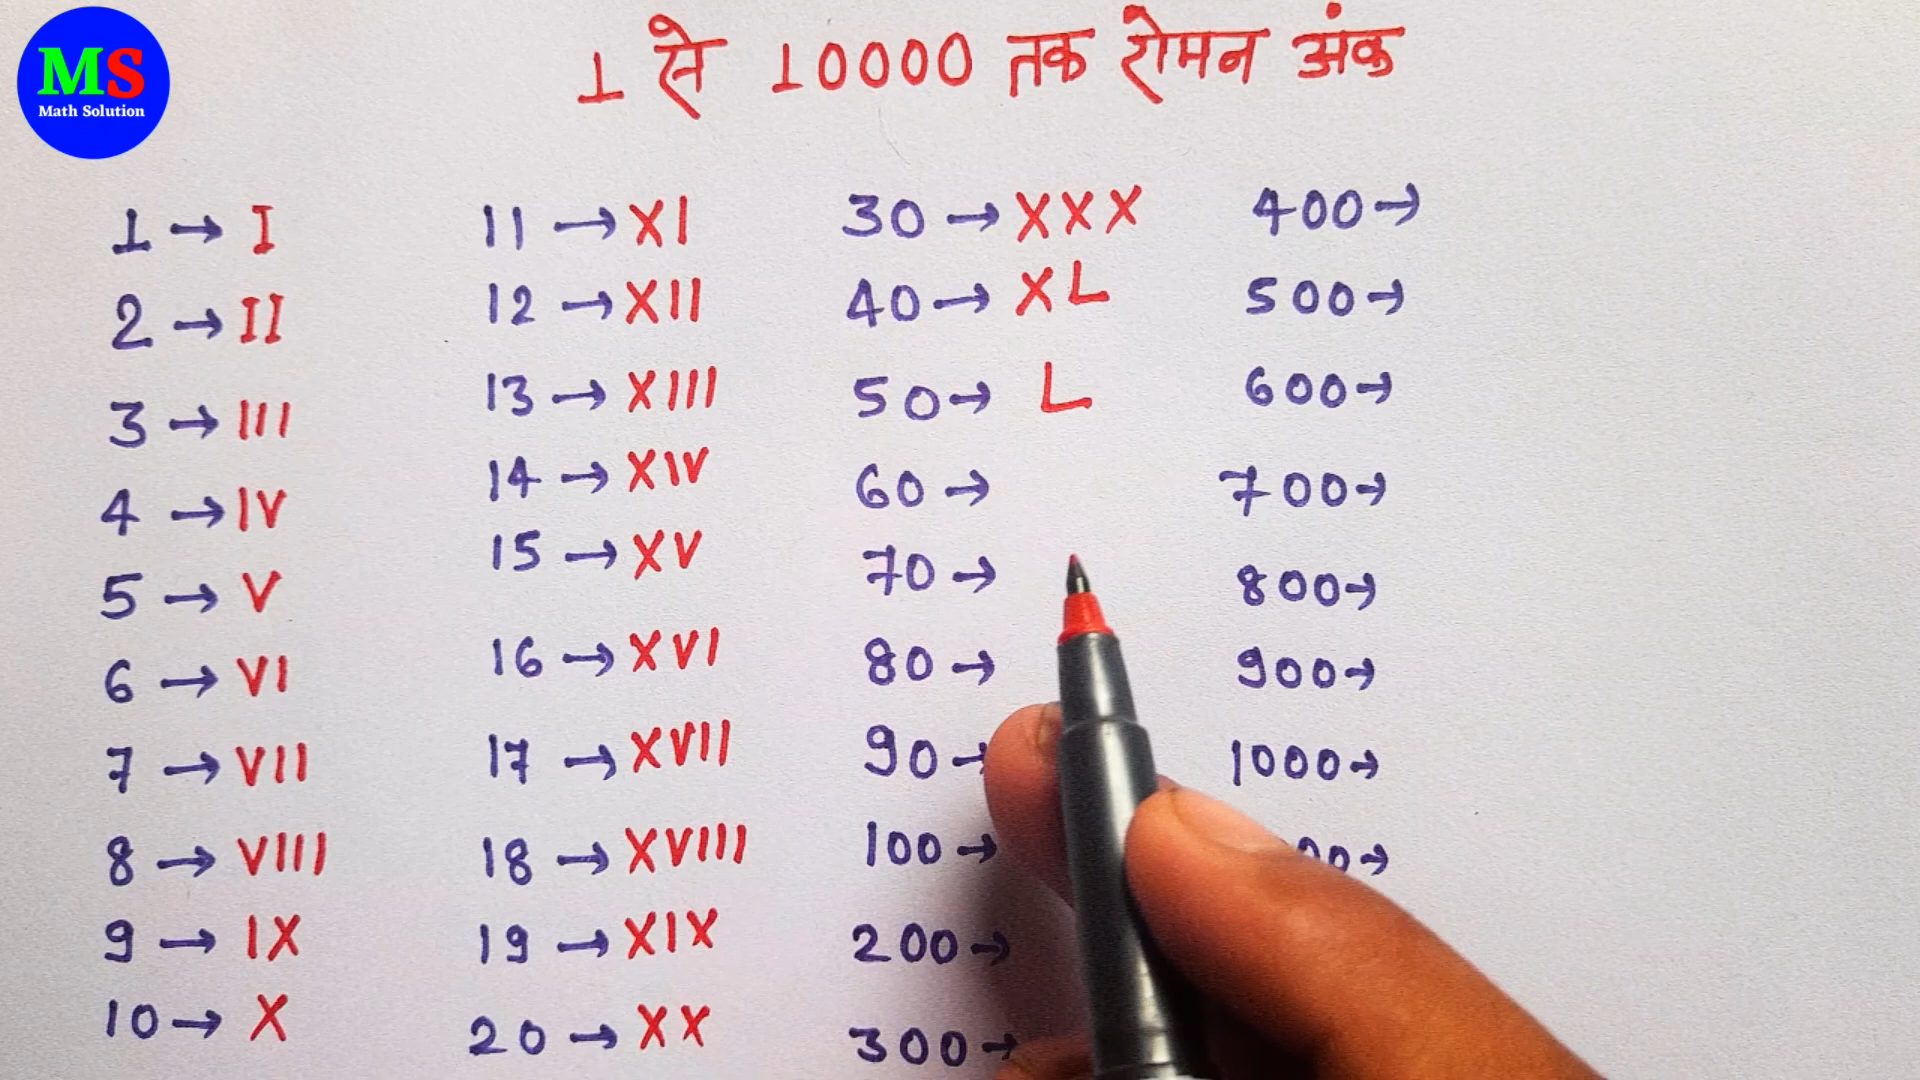 MS
Math Solution
1 से 10000 तक रोमन अंक
1 → I
2 → II
3 → III
4 → IV
5 → V
6 → VI
7 → VII
8 → VIII
9 → IX
10 → X
11 → XI
12 → XII
13 → XIII
14 → XIV
15 → XV
16 → XVI
17 → XVII
18 → XVIII
19 → XIX
20 → XX
30 → XXX
40 → XL
50 → L
60 →
70 →
80 →
90 →
100 →
200 →
300 →
400 →
500 →
600 →
700 →
800 →
900 →
1000 →